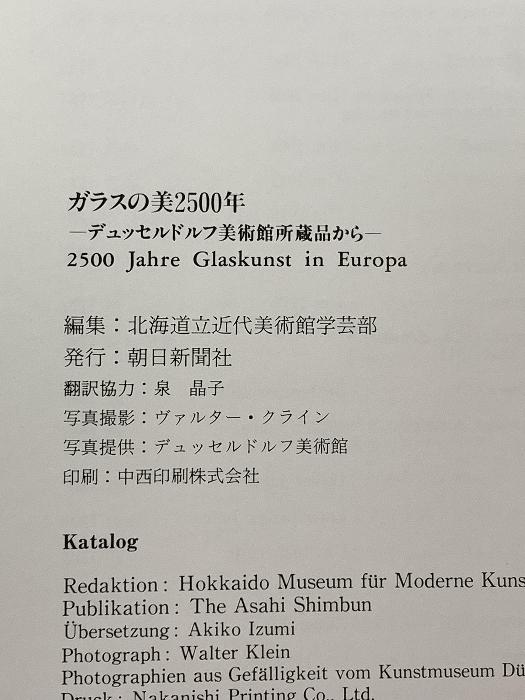 ガラスの美2500年
—デュッセルドルフ美術館所蔵品から—
2500 Jahre Glaskunst in Europa
編集：北海道立近代美術館学芸部
発行：朝日新聞社
翻訳協力：泉　晶子
写真撮影：ヴァルター・クライン
写真提供：デュッセルドルフ美術館
印刷：中西印刷株式会社
Katalog
Redaktion: Hokkaido Museum für Moderne Kuns
Publikation: The Asahi Shimbun
Übersetzung: Akiko Izumi
Photograph: Walter Klein
Photographien aus Gefälligkeit vom Kunstmuseum Dü
Druck: Nakanishi Printing Co., Ltd.